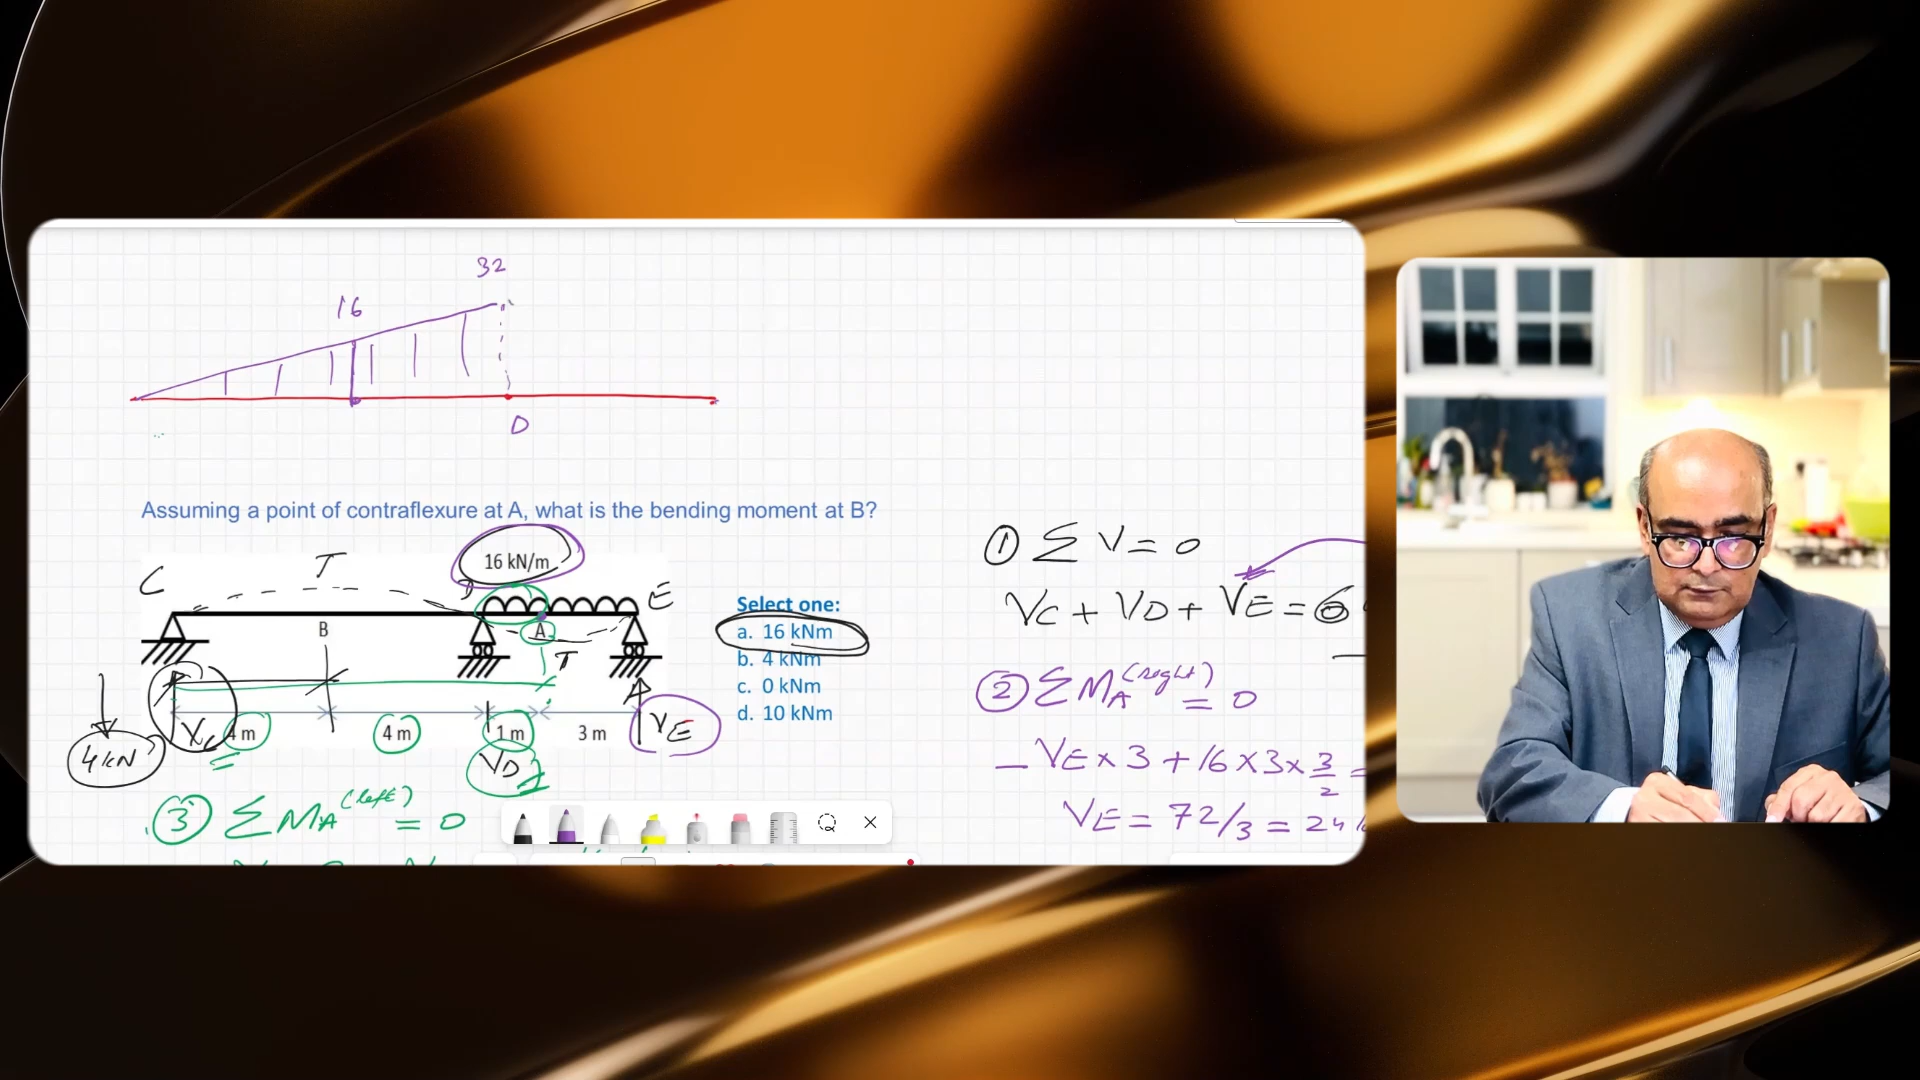 32
16
0
Assuming a point of contraflexure at A, what is the bending moment at B?
T
C
16 kN/m
D
E
B
A
T
4 m
4 m
1 m
3 m
4kN
Vc
VD
VE
Select one:
a. 16 kNm
b. 4 kNm
c. 0 kNm
d. 10 kNm
① ΣV = 0
VC + VD + VE = 6
② ΣMA (right) = 0
- VE x 3 + 16 x 3 x 3/2 =
VE = 72/3 = 24
③ ΣMA (left) = 0